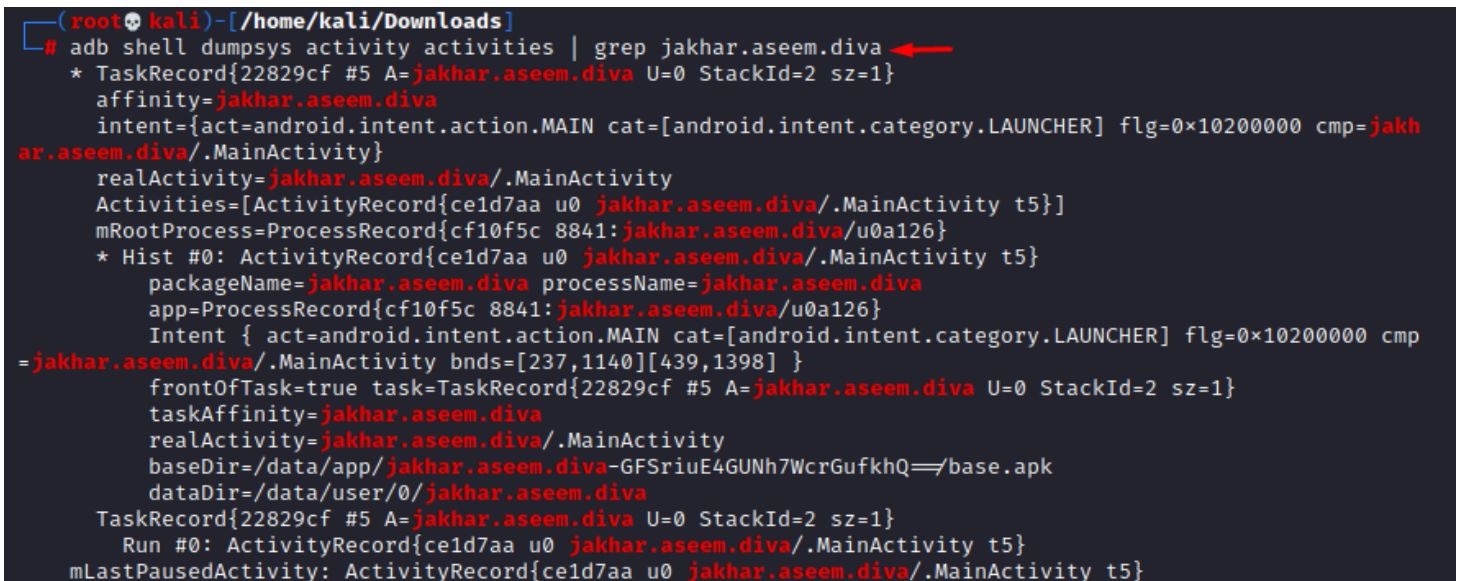 ┌──(root💀kali)-[/home/kali/Downloads]
└─# adb shell dumpsys activity activities | grep jakhar.aseem.diva
    * TaskRecord{22829cf #5 A=jakhar.aseem.diva U=0 StackId=2 sz=1}
      affinity=jakhar.aseem.diva
      intent={act=android.intent.action.MAIN cat=[android.intent.category.LAUNCHER] flg=0×10200000 cmp=jakh
ar.aseem.diva/.MainActivity}
      realActivity=jakhar.aseem.diva/.MainActivity
      Activities=[ActivityRecord{ce1d7aa u0 jakhar.aseem.diva/.MainActivity t5}]
      mRootProcess=ProcessRecord{cf10f5c 8841:jakhar.aseem.diva/u0a126}
      * Hist #0: ActivityRecord{ce1d7aa u0 jakhar.aseem.diva/.MainActivity t5}
          packageName=jakhar.aseem.diva processName=jakhar.aseem.diva
          app=ProcessRecord{cf10f5c 8841:jakhar.aseem.diva/u0a126}
          Intent { act=android.intent.action.MAIN cat=[android.intent.category.LAUNCHER] flg=0×10200000 cmp
=jakhar.aseem.diva/.MainActivity bnds=[237,1140][439,1398] }
          frontOfTask=true task=TaskRecord{22829cf #5 A=jakhar.aseem.diva U=0 StackId=2 sz=1}
          taskAffinity=jakhar.aseem.diva
          realActivity=jakhar.aseem.diva/.MainActivity
          baseDir=/data/app/jakhar.aseem.diva-GFSriuE4GUNh7WcrGufkhQ==/base.apk
          dataDir=/data/user/0/jakhar.aseem.diva
      TaskRecord{22829cf #5 A=jakhar.aseem.diva U=0 StackId=2 sz=1}
        Run #0: ActivityRecord{ce1d7aa u0 jakhar.aseem.diva/.MainActivity t5}
    mLastPausedActivity: ActivityRecord{ce1d7aa u0 jakhar.aseem.diva/.MainActivity t5}